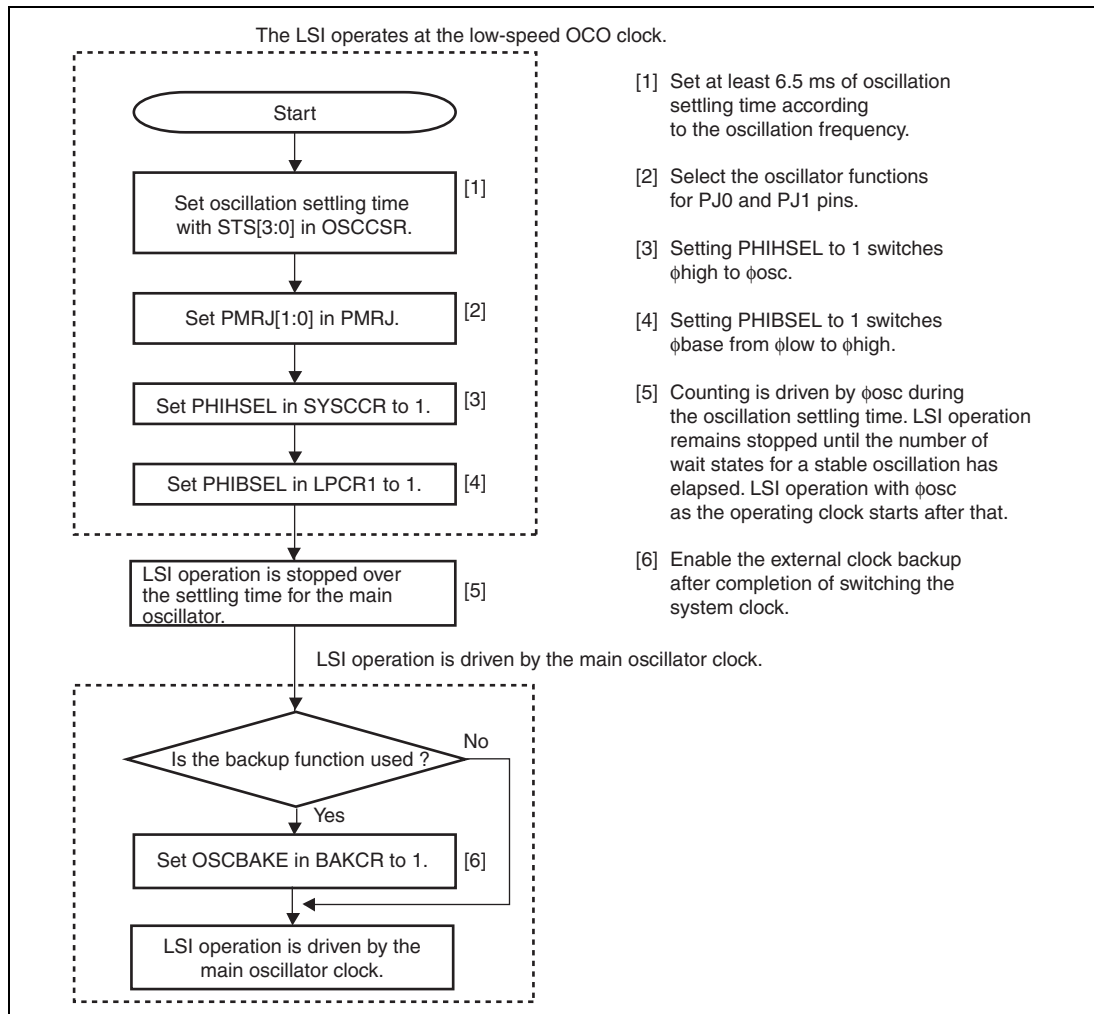 The LSI operates at the low-speed OCO clock.
Start
Set oscillation settling time
with STS[3:0] in OSCCSR.
[1]
Set PMRJ[1:0] in PMRJ.
[2]
Set PHIHSEL in SYSCCR to 1.
[3]
Set PHIBSEL in LPCR1 to 1.
[4]
LSI operation is stopped over
the settling time for the main
oscillator.
[5]
LSI operation is driven by the main oscillator clock.
Is the backup function used ?
No
Yes
Set OSCBAKE in BAKCR to 1.
[6]
LSI operation is driven by the
main oscillator clock.
[1] Set at least 6.5 ms of oscillation
settling time according
to the oscillation frequency.
[2] Select the oscillator functions
for PJ0 and PJ1 pins.
[3] Setting PHIHSEL to 1 switches
ϕhigh to ϕosc.
[4] Setting PHIBSEL to 1 switches
ϕbase from ϕlow to ϕhigh.
[5] Counting is driven by ϕosc during
the oscillation settling time. LSI operation
remains stopped until the number of
wait states for a stable oscillation has
elapsed. LSI operation with ϕosc
as the operating clock starts after that.
[6] Enable the external clock backup
after completion of switching the
system clock.